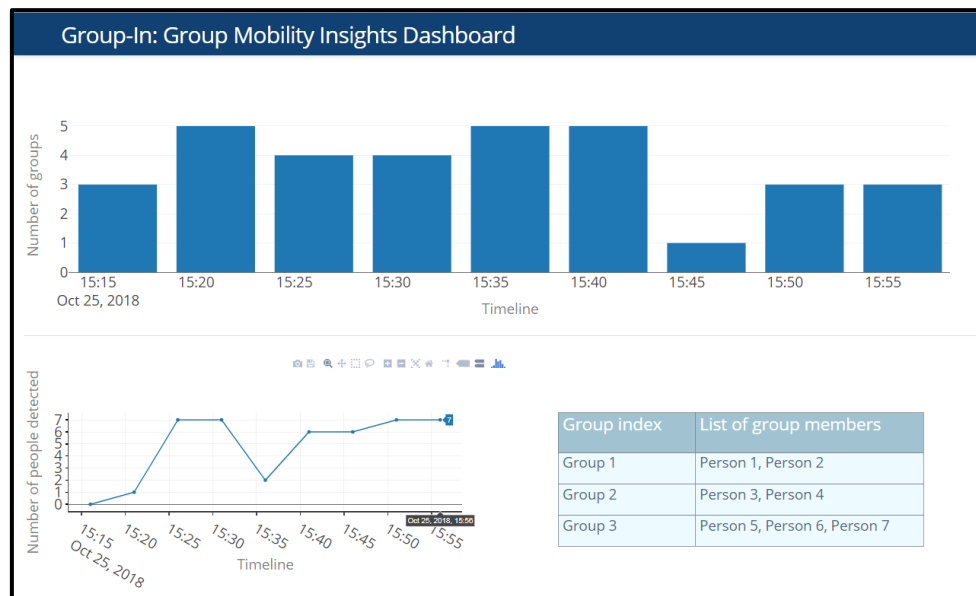 Group-In: Group Mobility Insights Dashboard
Number of groups
5
4
3
2
1
0
15:15 15:20 15:25 15:30 15:35 15:40 15:45 15:50 15:55
Oct 25, 2018
Timeline
Number of people detected
7
6
5
4
3
2
1
0
7
Oct 25, 2018, 15:56
15:15 15:20 15:25 15:30 15:35 15:40 15:45 15:50 15:55
Oct 25, 2018
Timeline
Group index List of group members
Group 1 Person 1, Person 2
Group 2 Person 3, Person 4
Group 3 Person 5, Person 6, Person 7